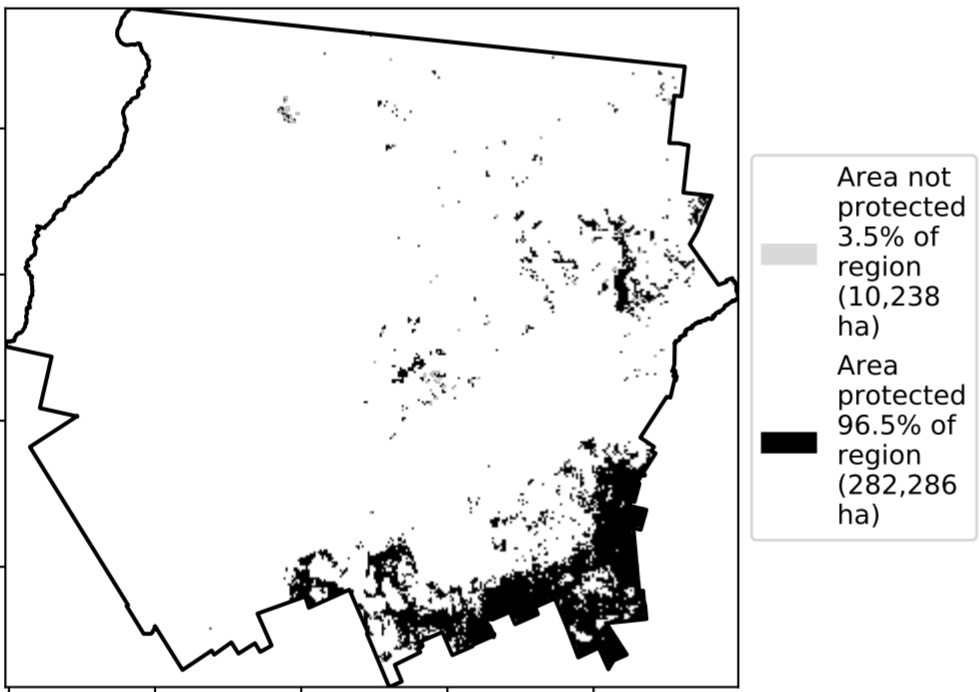 Area not
protected
3.5% of
region
(10,238
ha)
Area
protected
96.5% of
region
(282,286
ha)